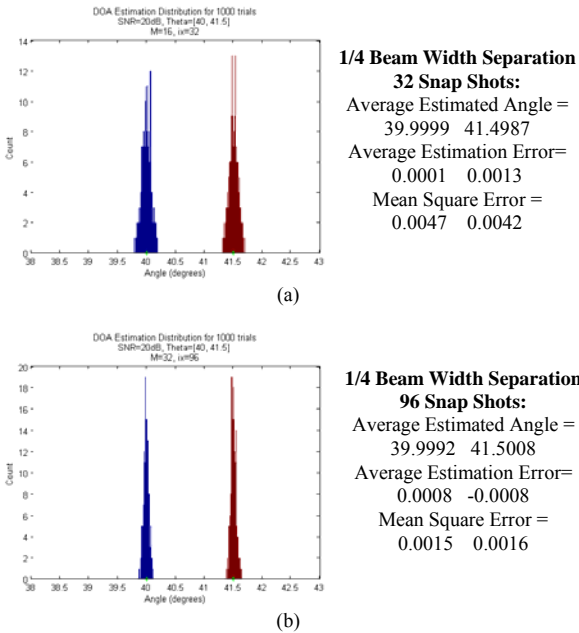 DOA Estimation Distribution for 1000 trials
SNR=20dB, Theta=[40, 41.5]
M=16, ix=32
14
12
10
8
6
4
2
0
Count
38 38.5 39 39.5 40 40.5 41 41.5 42 42.5 43
Angle (degrees)
1/4 Beam Width Separation
32 Snap Shots:
Average Estimated Angle =
39.9999 41.4987
Average Estimation Error=
0.0001 0.0013
Mean Square Error =
0.0047 0.0042
(a)
DOA Estimation Distribution for 1000 trials
SNR=20dB, Theta=[40, 41.5]
M=32, ix=96
20
18
16
14
12
10
8
6
4
2
0
Count
38 38.5 39 39.5 40 40.5 41 41.5 42 42.5 43
Angle (degrees)
1/4 Beam Width Separation
96 Snap Shots:
Average Estimated Angle =
39.9992 41.5008
Average Estimation Error=
0.0008 -0.0008
Mean Square Error =
0.0015 0.0016
(b)